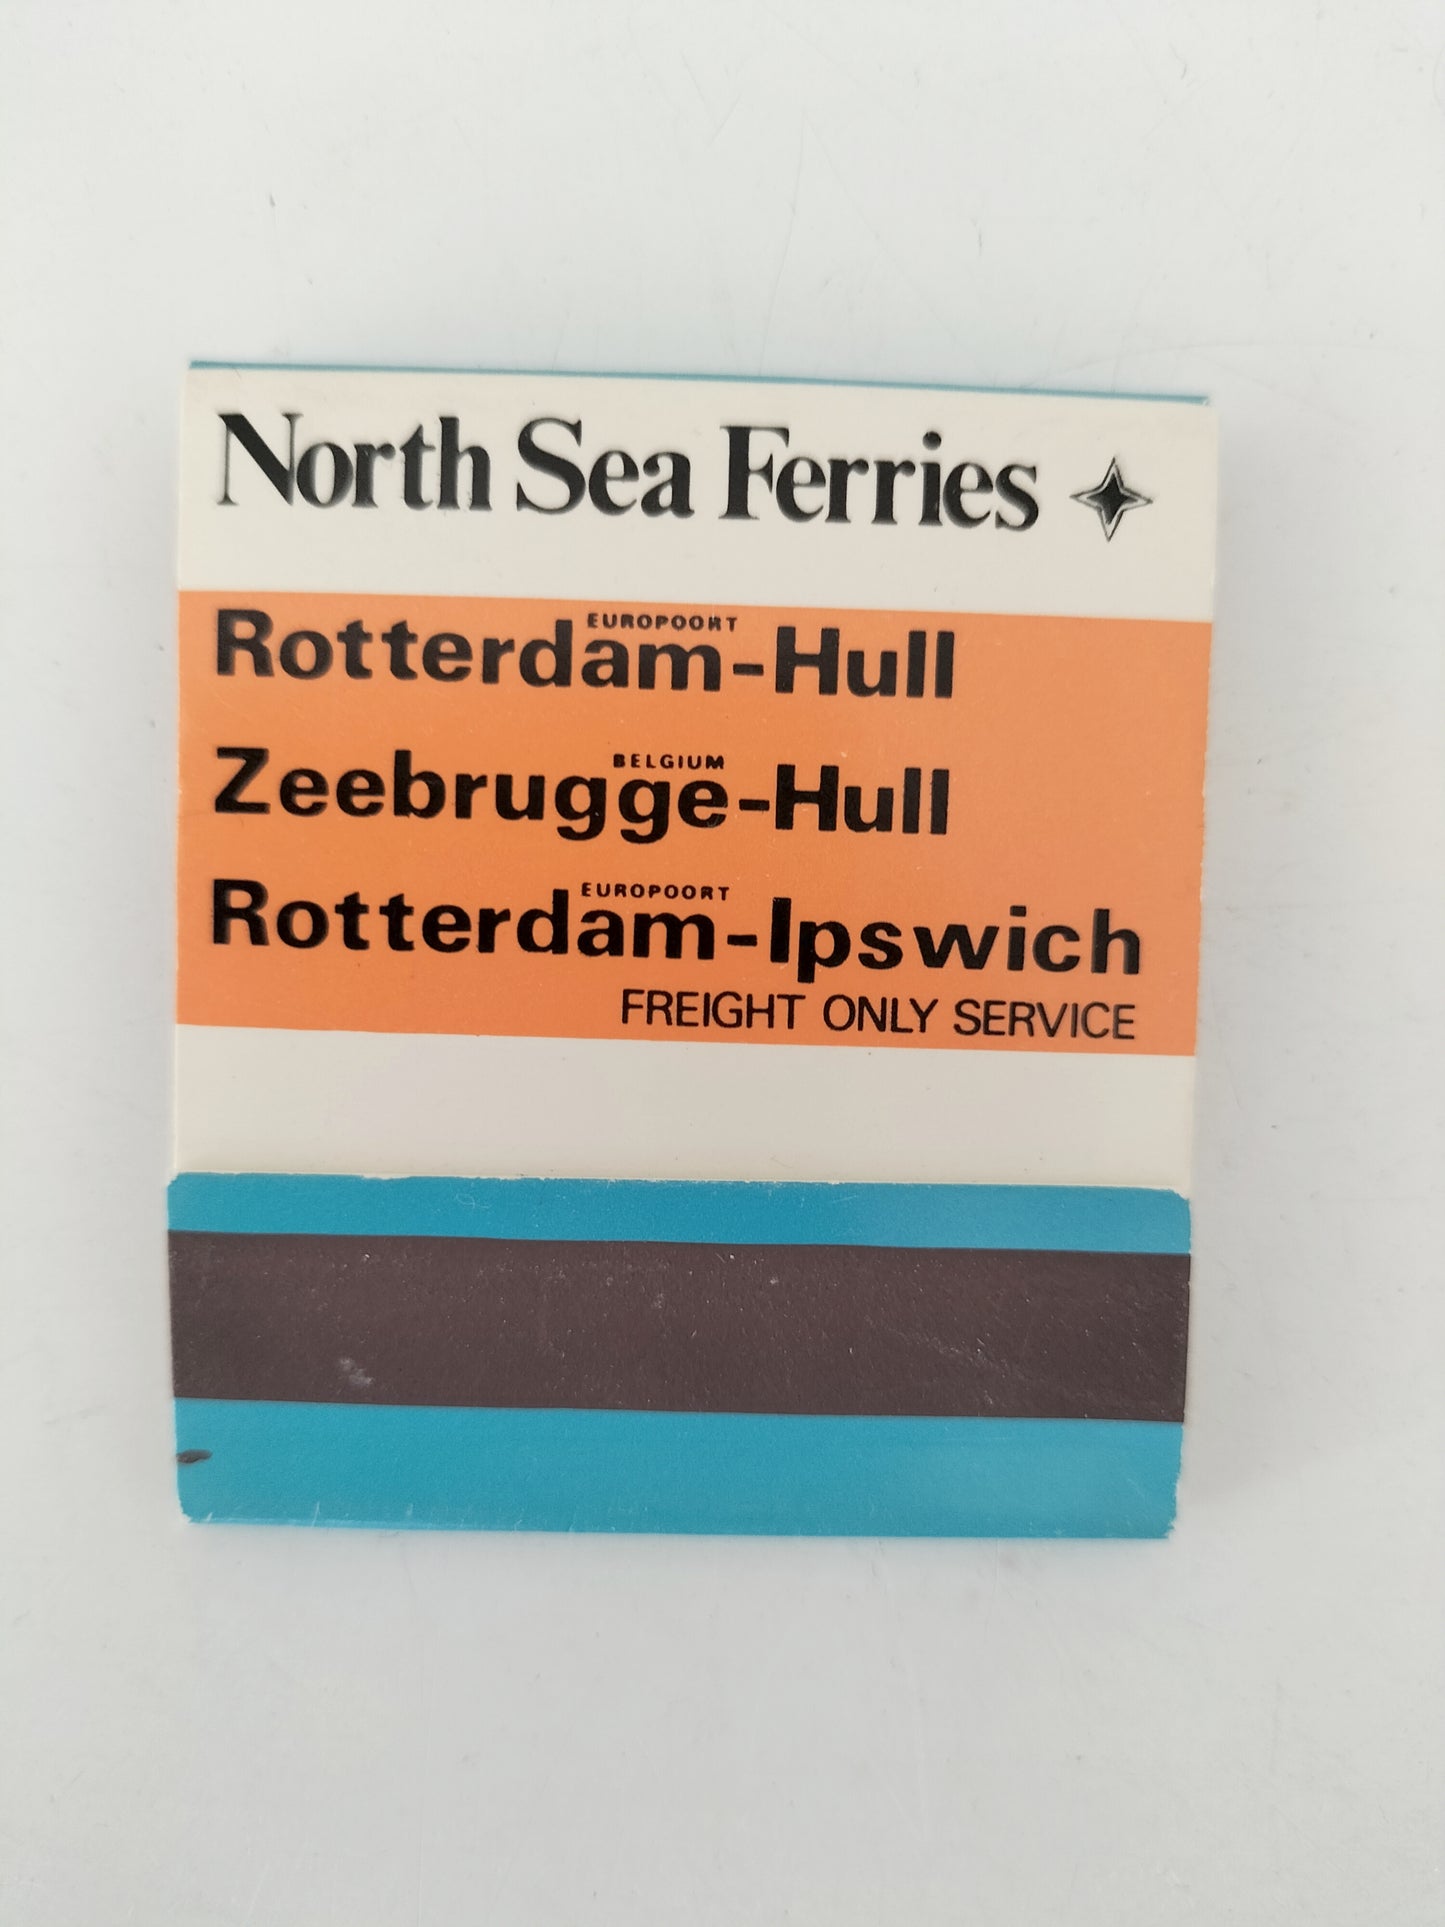 North Sea Ferries
EUROPOORT
Rotterdam-Hull
BELGIUM
Zeebrugge-Hull
EUROPOORT
Rotterdam-Ipswich
FREIGHT ONLY SERVICE